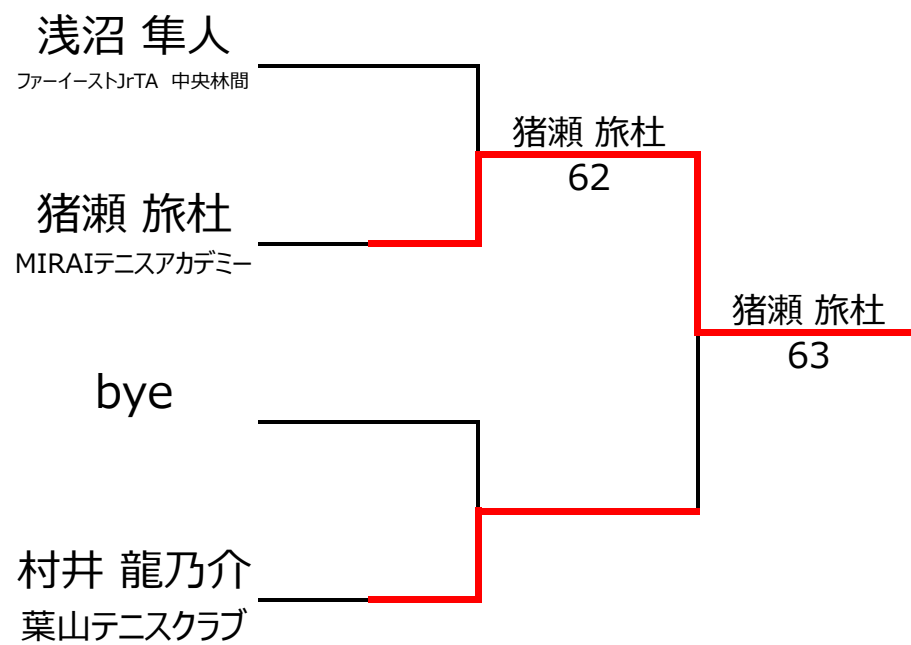 浅沼 隼人
ファーイーストJrTA 中央林間
猪瀬 旅杜
62
猪瀬 旅杜
MIRAIテニスアカデミー
猪瀬 旅杜
63
bye
村井 龍乃介
葉山テニスクラブ